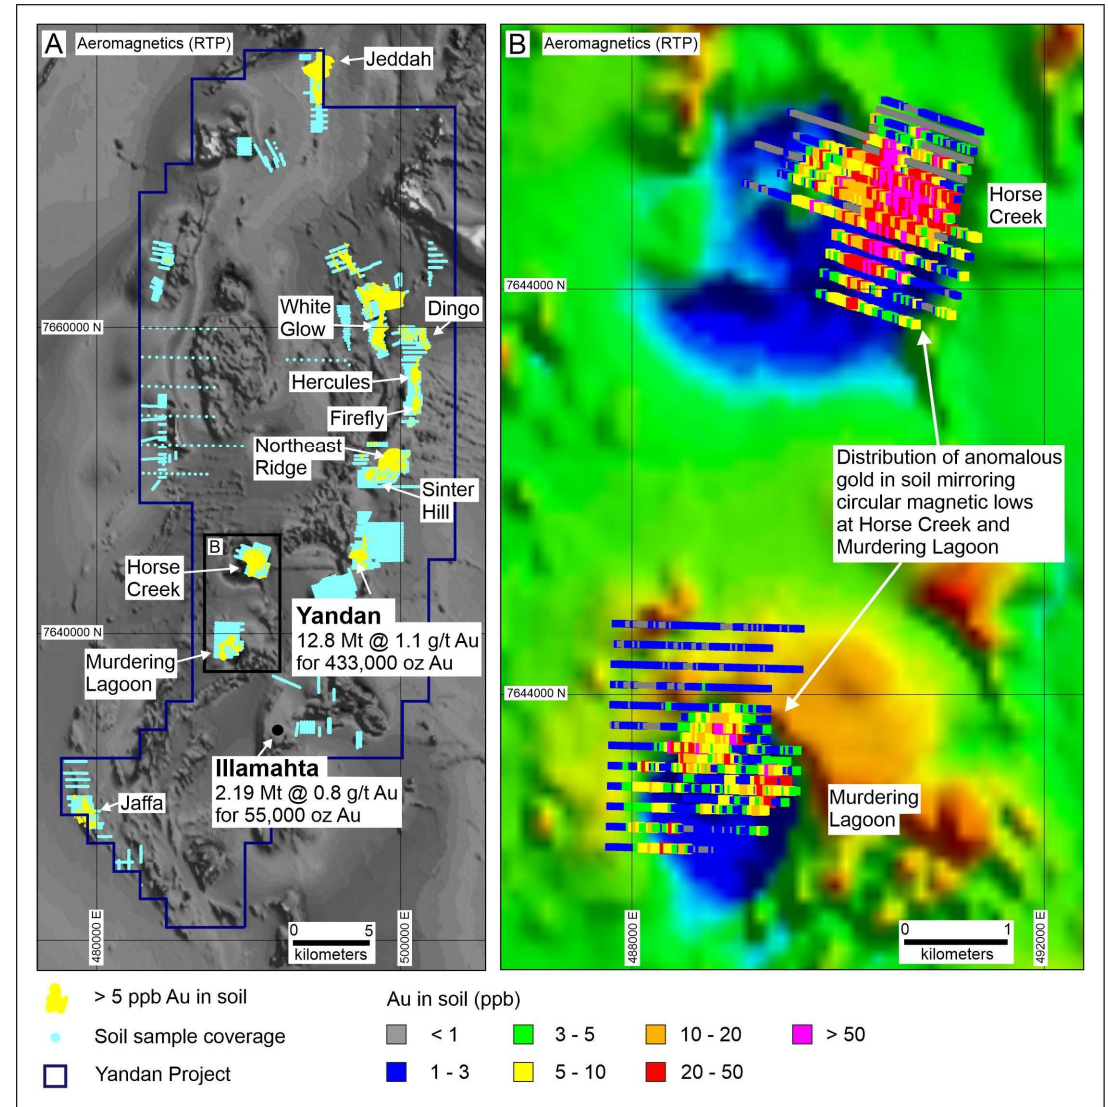 A
Aeromagnetics (RTP)
Jeddah
White
Glow
Dingo
7660000 N
Hercules
Firefly
Northeast
Ridge
Sinter
Hill
B
Horse
Creek
Yandan
12.8 Mt @ 1.1 g/t Au
for 433,000 oz Au
7640000 N
Murdering
Lagoon
Illamahta
2.19 Mt @ 0.8 g/t Au
for 55,000 oz Au
Jaffa
480000 E
0 5
kilometers
500000 E
B
Aeromagnetics (RTP)
Horse
Creek
7644000 N
Distribution of anomalous
gold in soil mirroring
circular magnetic lows
at Horse Creek and
Murdering Lagoon
7644000 N
Murdering
Lagoon
488000 E
0 1
kilometers
492000 E
> 5 ppb Au in soil
Soil sample coverage
Yandan Project
Au in soil (ppb)
< 1
3 - 5
10 - 20
> 50
1 - 3
5 - 10
20 - 50